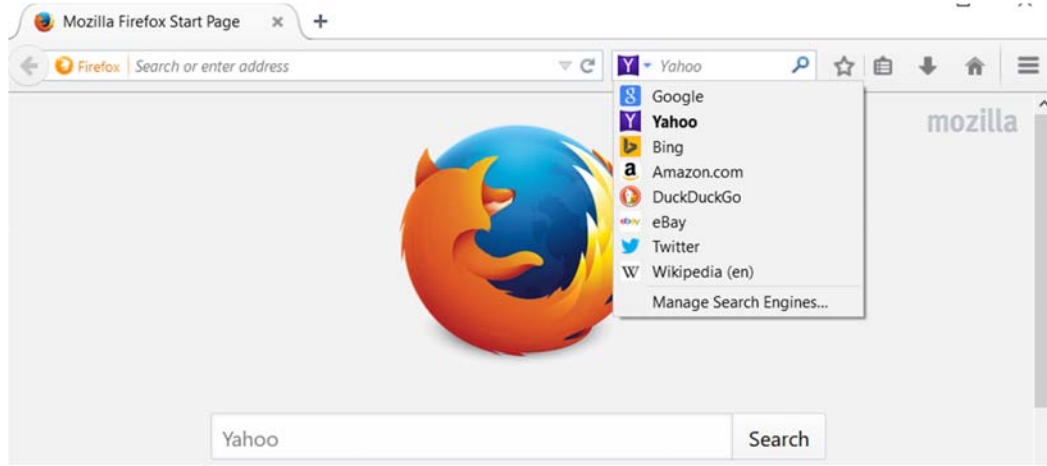 Mozilla Firefox Start Page
Firefox Search or enter address
Yahoo
Google
Yahoo
Bing
Amazon.com
DuckDuckGo
eBay
Twitter
Wikipedia (en)
Manage Search Engines...
mozilla
Yahoo
Search